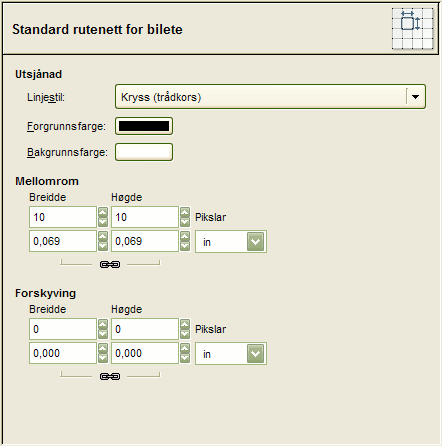 Standard rutenett for bilete
Utsjånad
Linjestil: Kryss (trådkors)
Forgrunnsfarge:
Bakgrunnsfarge:
Mellomrom
Breidde Høgde
10 10 Pikslar
0,069 0,069 in
Forskyving
Breidde Høgde
0 0 Pikslar
0,000 0,000 in